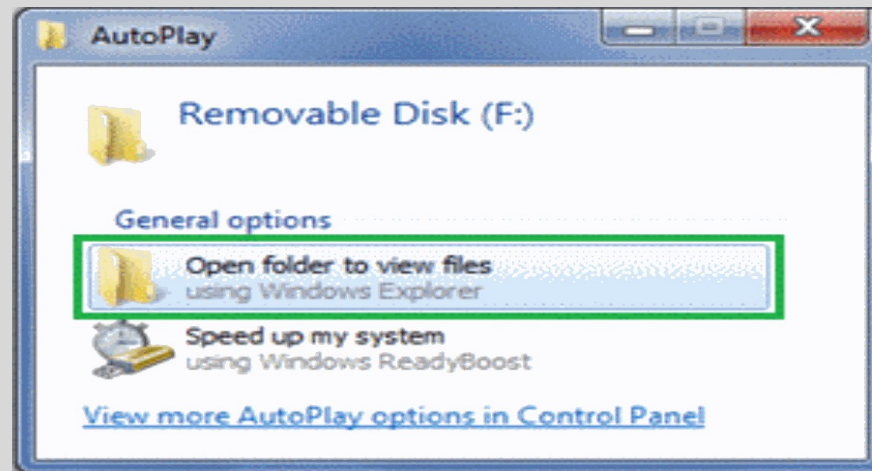 AutoPlay
Removable Disk (F:)
General options
Open folder to view files
using Windows Explorer
Speed up my system
using Windows ReadyBoost
View more AutoPlay options in Control Panel